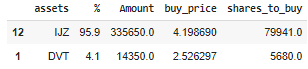 assets % Amount buy_price shares_to_buy
12 IJZ 95.9 335650.0 4.198690 79941.0
1 DVT 4.1 14350.0 2.526297 5680.0